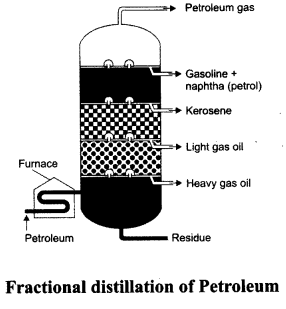 Petroleum gas
Gasoline +
naphtha (petrol)
Kerosene
Light gas oil
Furnace
Heavy gas oil
Petroleum
Residue
Fractional distillation of Petroleum